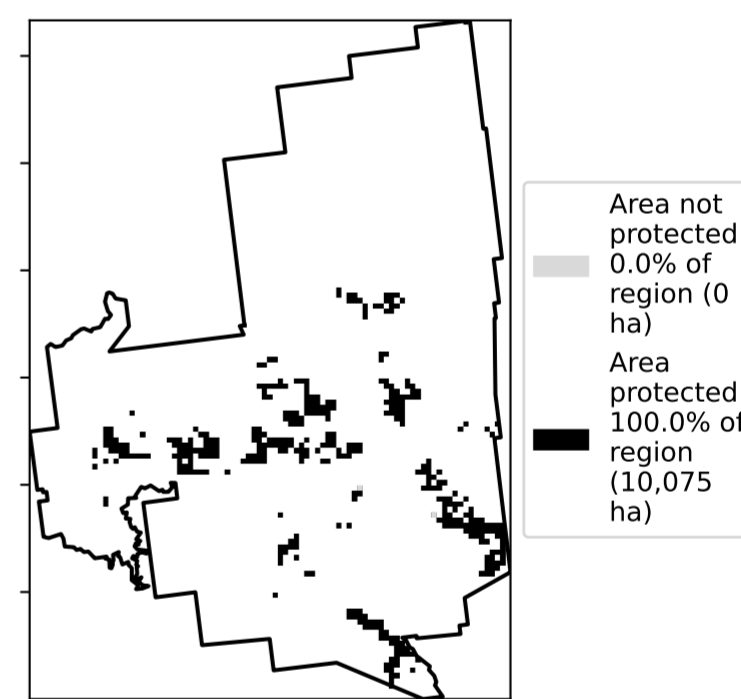 Area not
protected
0.0% of
region (0
ha)
Area
protected
100.0% of
region
(10,075
ha)